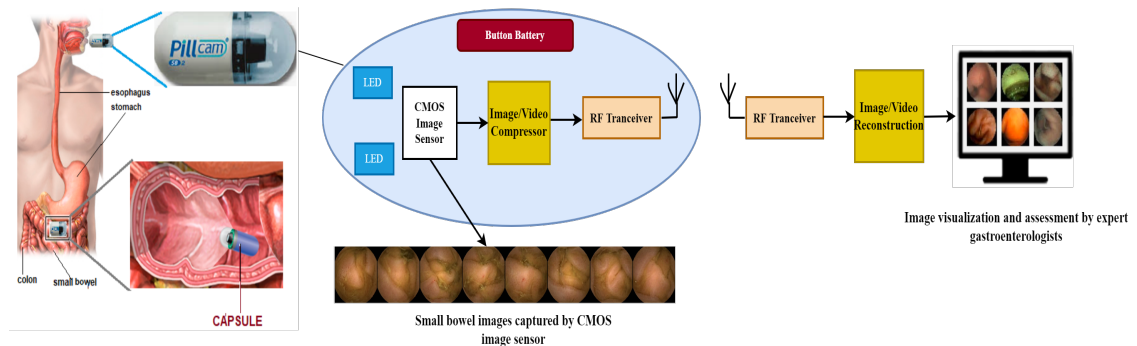 Pillcam
SB 2
esophagus
stomach
colon
small bowel
CAPSULE
Button Battery
LED
LED
CMOS
Image
Sensor
Image/Video
Compressor
RF Tranceiver
Small bowel images captured by CMOS
image sensor
RF Tranceiver
Image/Video
Reconstruction
Image visualization and assessment by expert
gastroenterologists